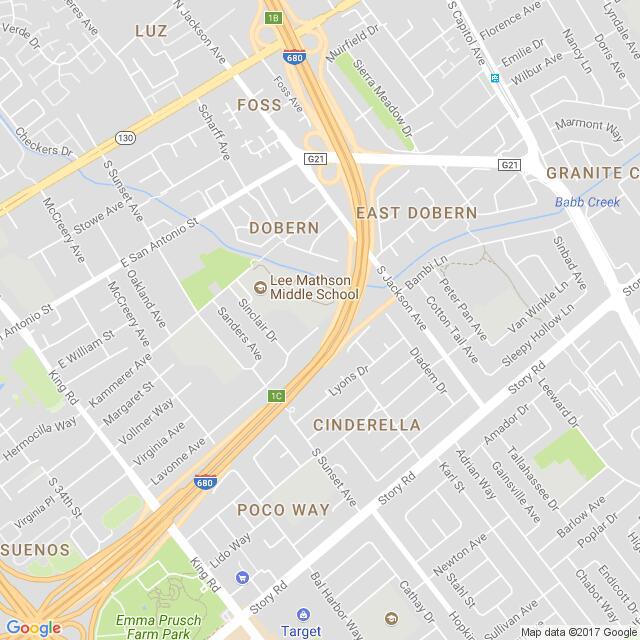 Verde Dr
LUZ
N Jackson Ave
1B
680
Muirfield Dr
S Capitol Ave
Florence Ave
Emilie Dr
Wilbur Ave
Nancy Ln
Doris Ave
Lyndale Ave
FOSS
Foss Ave
Sierra Meadow Dr
Scharff Ave
Checkers Dr
130
Marmont Way
G21
G21
S Sunset Ave
GRANITE C
Babb Creek
McCreery Ave
Stowe Ave
E San Antonio St
DOBERN
EAST DOBERN
Bambi Ln
Sinbad Ave
Lee Mathson
Middle School
S Jackson Ave
Peter Pan Ave
Cotton Tail Ave
Van Winkle Ln
Sleepy Hollow Ln
Oakland Ave
McCreery Ave
Sinclair Dr
Sanders Ave
n Antonio St
E William St
Kammerer Ave
Margaret St
King Rd
Vollmer Way
Virginia Ave
Lavonne Ave
Hermocilla Way
1C
Lyons Dr
Diadem Dr
Story Rd
Leeward Dr
CINDERELLA
Amador Dr
S 34th St
Virginia Pl
680
S Sunset Ave
Story Rd
Karl St
Adrian Way
Gainsville Ave
Tallahassee Dr
Barlow Ave
Poplar Dr
POCO WAY
SUENOS
Lido Way
King Rd
Story Rd
Newton Ave
Stahl St
Endicott D
Chabot Way
Emma Prusch
Farm Park
Bal Harbor Way
Cathay Dr
Sullivan Ave
Target
Google
Map data ©2017 Google